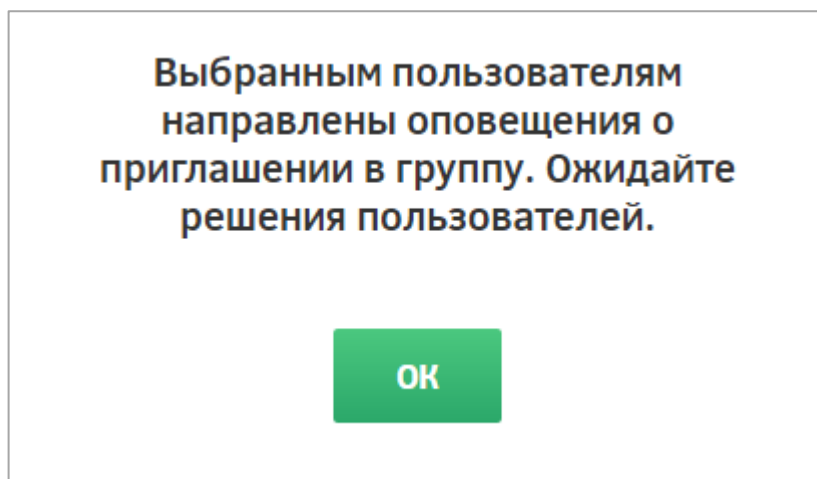 Выбранным пользователям
направлены оповещения о
приглашении в группу. Ожидайте
решения пользователей.
ОК